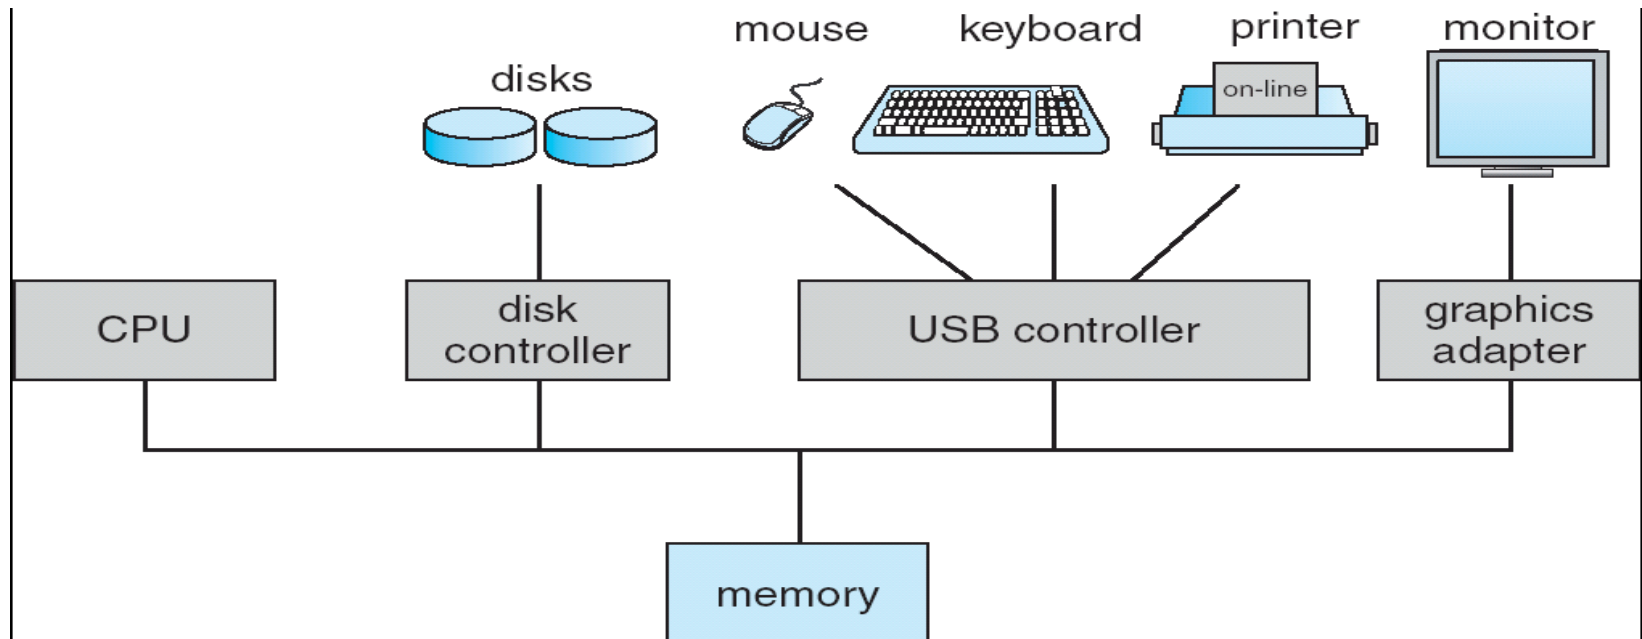 mouse
keyboard
printer
monitor
disks
on-line
CPU
disk
controller
USB controller
graphics
adapter
memory